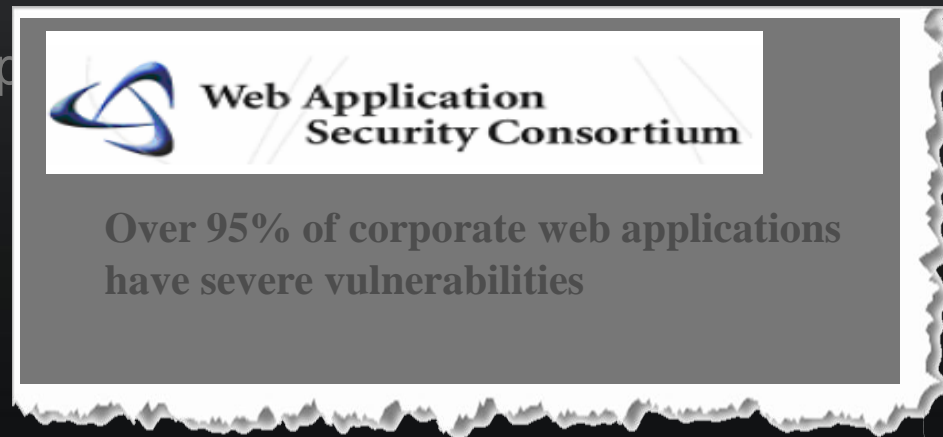 Web Application
Security Consortium
Over 95% of corporate web applications
have severe vulnerabilities